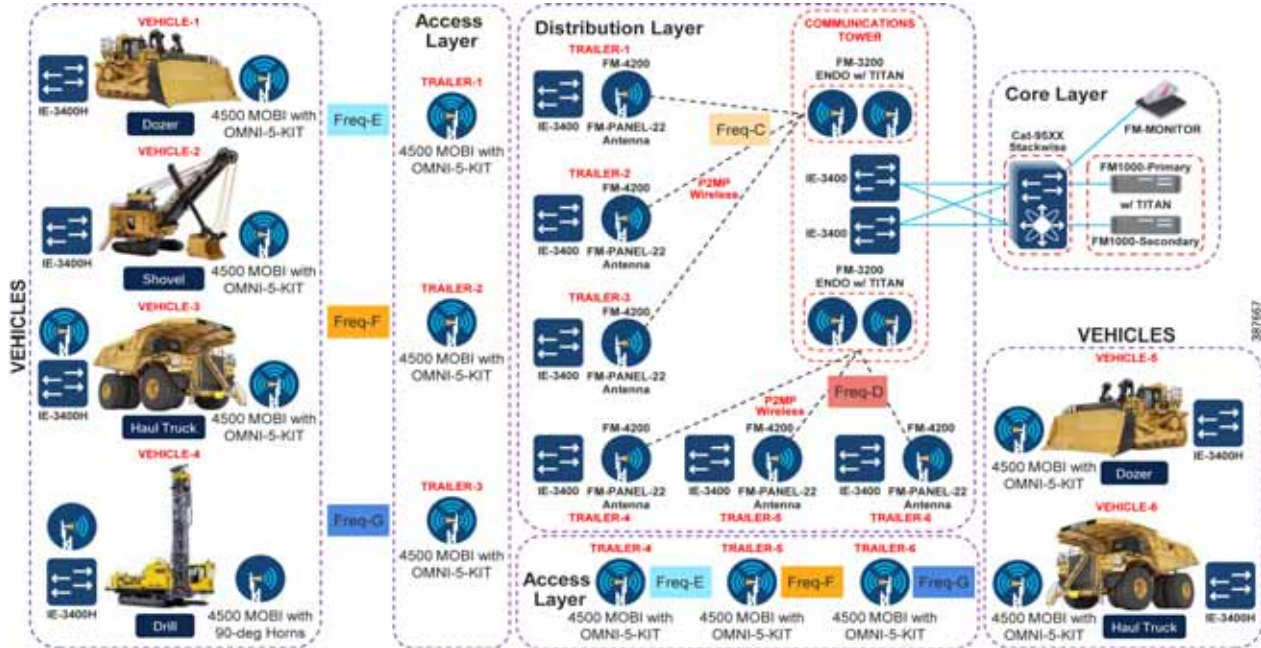 VEHICLES
VEHICLE-1
IE-3400H
Dozer
4500 MOBI with
OMNI-5-KIT
VEHICLE-2
IE-3400H
Shovel
4500 MOBI with
OMNI-5-KIT
VEHICLE-3
IE-3400H
Haul Truck
4500 MOBI with
OMNI-5-KIT
VEHICLE-4
IE-3400H
Drill
4500 MOBI with
90-deg Horns
Freq-E
Freq-F
Freq-G
Access
Layer
TRAILER-1
4500 MOBI with
OMNI-5-KIT
TRAILER-2
4500 MOBI with
OMNI-5-KIT
TRAILER-3
4500 MOBI with
OMNI-5-KIT
Distribution Layer
TRAILER-1
FM-4200
IE-3400
FM-PANEL-22
Antenna
TRAILER-2
FM-4200
IE-3400
FM-PANEL-22
Antenna
TRAILER-3
FM-4200
IE-3400
FM-PANEL-22
Antenna
Freq-C
P2MP
Wireless
COMMUNICATIONS
TOWER
FM-3200
ENDO w/ TITAN
IE-3400
IE-3400
FM-3200
ENDO w/ TITAN
Freq-D
P2MP
Wireless
FM-4200
IE-3400
FM-PANEL-22
Antenna
TRAILER-4
FM-4200
IE-3400
FM-PANEL-22
Antenna
TRAILER-5
FM-4200
IE-3400
FM-PANEL-22
Antenna
TRAILER-6
Access
Layer
TRAILER-4
Freq-E
4500 MOBI with
OMNI-5-KIT
TRAILER-5
Freq-F
4500 MOBI with
OMNI-5-KIT
TRAILER-6
Freq-G
4500 MOBI with
OMNI-5-KIT
Core Layer
Cat-95XX
Stackwise
FM-MONITOR
FM1000-Primary
w/ TITAN
FM1000-Secondary
387667
VEHICLES
VEHICLE-5
4500 MOBI with
OMNI-5-KIT
Dozer
IE-3400H
VEHICLE-6
4500 MOBI with
OMNI-5-KIT
Haul Truck
IE-3400H